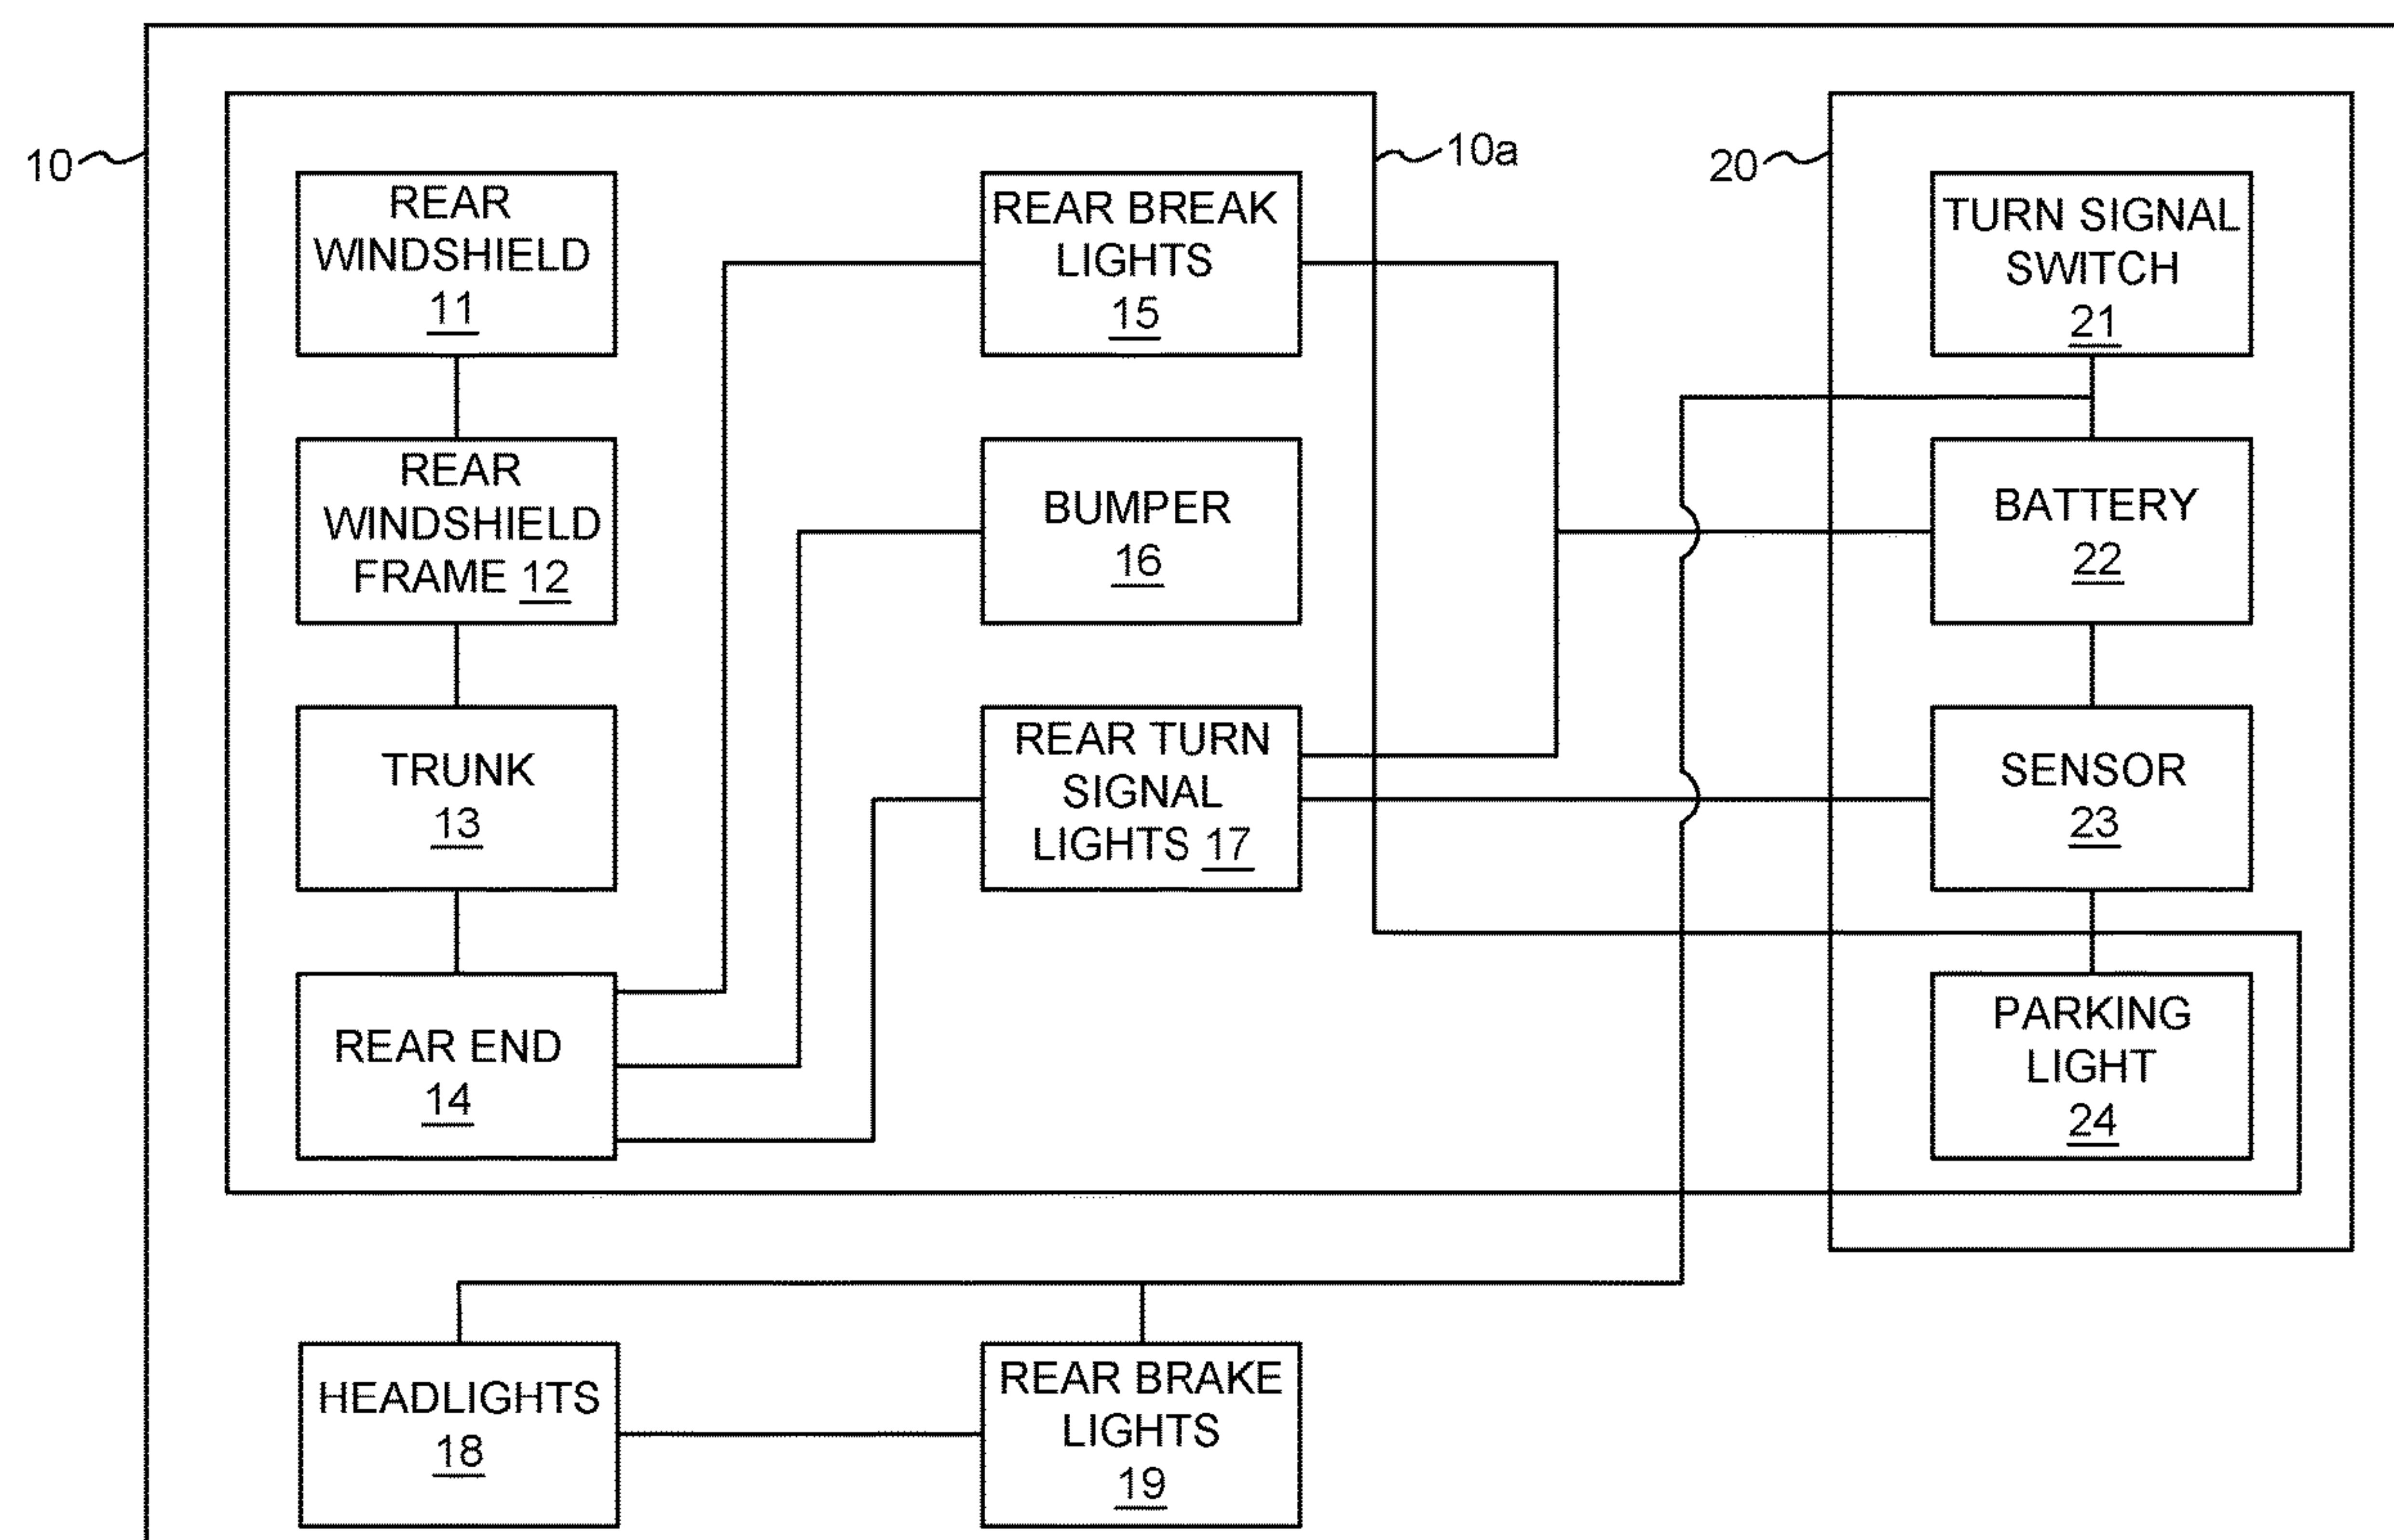 10
10a
20
REAR
WINDSHIELD
11
REAR BREAK
LIGHTS
15
TURN SIGNAL
SWITCH
21
REAR
WINDSHIELD
FRAME 12
BUMPER
16
BATTERY
22
TRUNK
13
REAR TURN
SIGNAL
LIGHTS 17
SENSOR
23
REAR END
14
PARKING
LIGHT
24
HEADLIGHTS
18
REAR BRAKE
LIGHTS
19